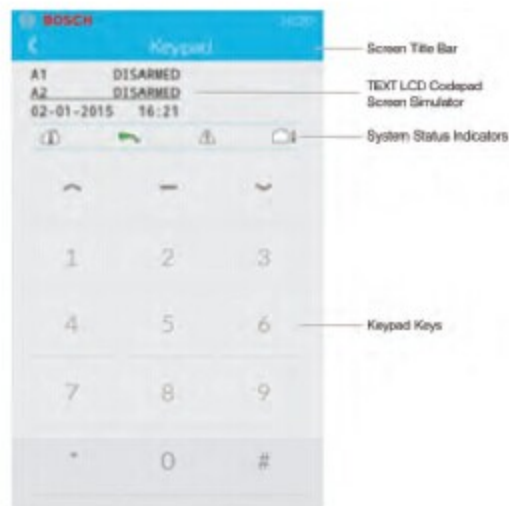 BOSCH
Keypad
Screen Title Bar
A1 DISARMED
A2 DISARMED
TEXT LCD Codepad
Screen Simulator
02-01-2015 16:21
System Status Indicators
1 2 3
4 5 6
Keypad Keys
7 8 9
* 0 #